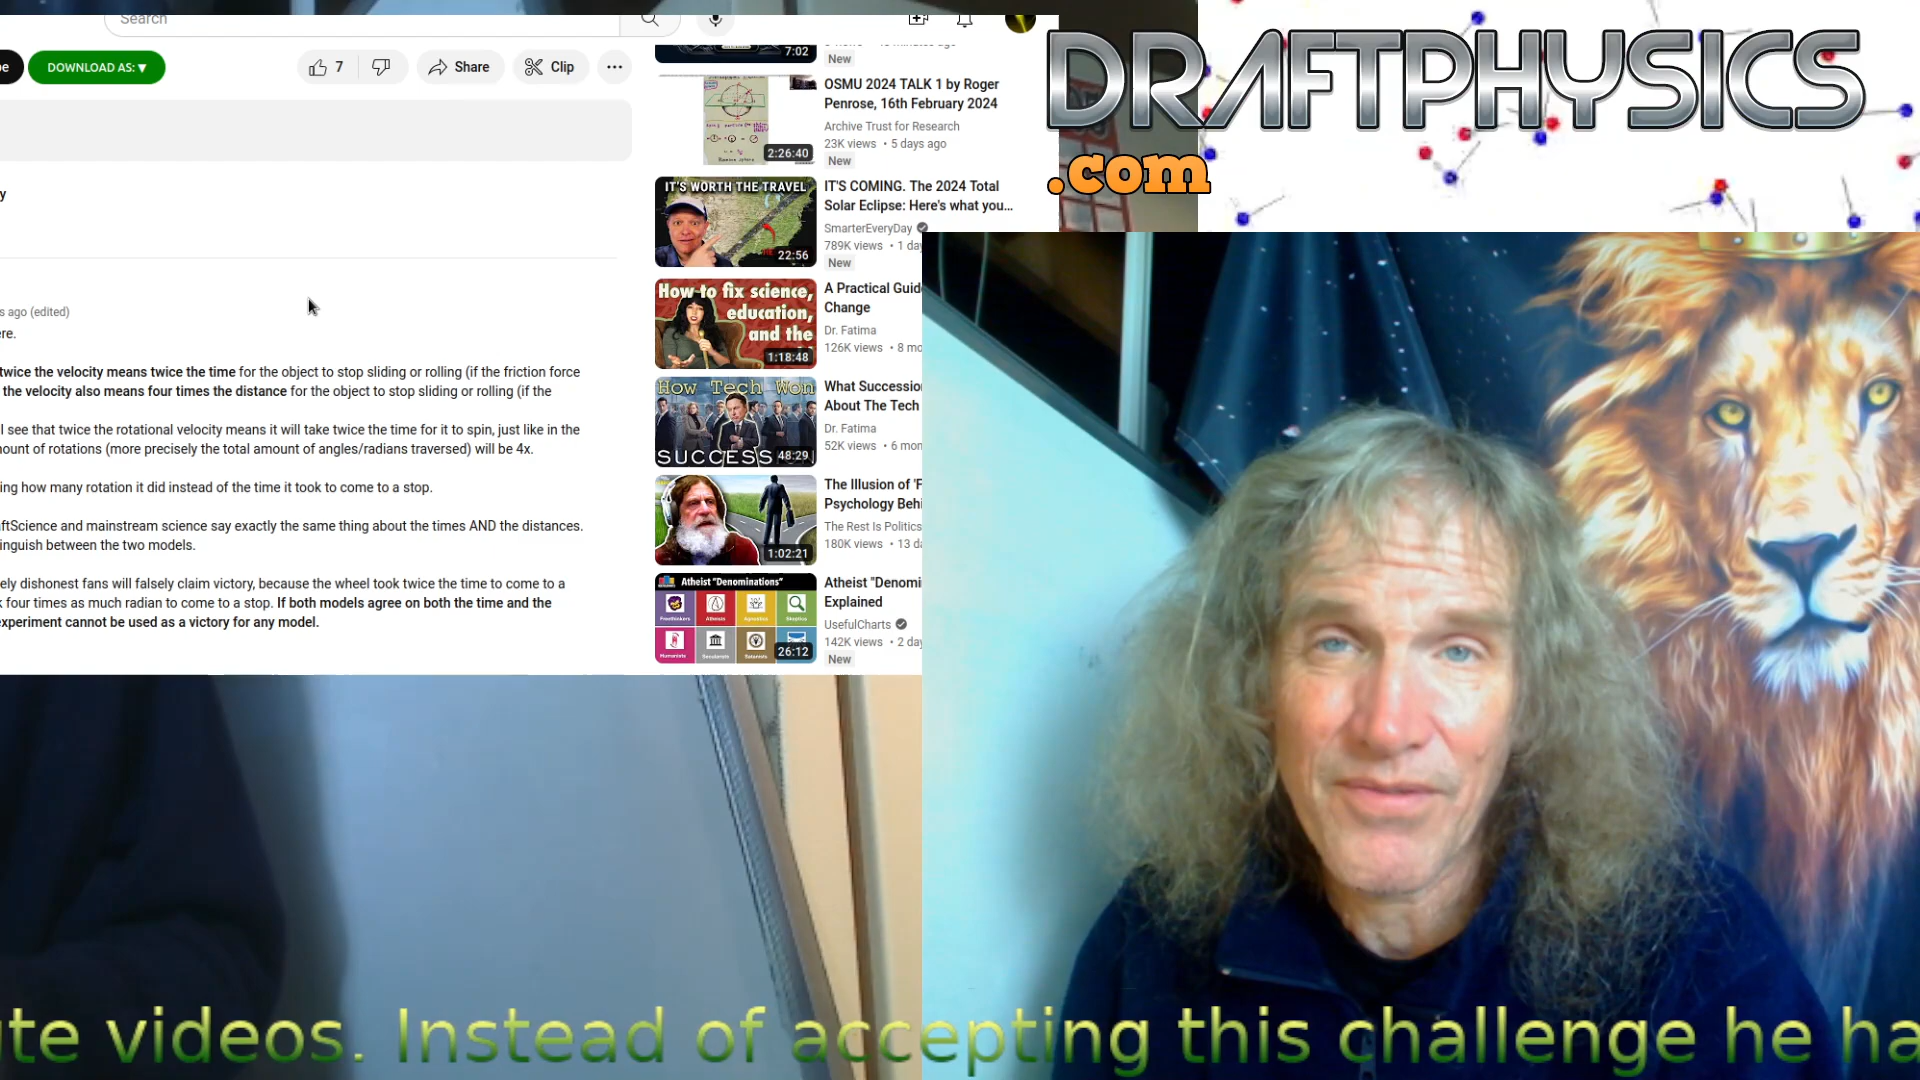 Search
DOWNLOAD AS: ▼
7
Share
Clip
7:02
New
OSMU 2024 TALK 1 by Roger
Penrose, 16th February 2024
Archive Trust for Research
23K views • 5 days ago
New
2:26:40
IT'S WORTH THE TRAVEL
22:56
IT'S COMING. The 2024 Total
Solar Eclipse: Here's what you...
SmarterEveryDay
789K views • 1 day
New
How to fix science,
education,
and the
1:18:48
A Practical Guid
Change
Dr. Fatima
126K views • 8 mo
How Tech Won
SUCCESS
48:29
What Successio
About The Tech
Dr. Fatima
52K views • 6 mon
1:02:21
The Illusion of 'F
Psychology Behi
The Rest Is Politics
180K views • 13 d
Atheist "Denominations"
Freethinkers
Atheists
Agnostics
Skeptics
Humanists
26:12
Atheist "Denomi
Explained
UsefulCharts
142K views • 2 day
New
y
s ago (edited)
ere.
twice the velocity means twice the time for the object to stop sliding or rolling (if the friction force
the velocity also means four times the distance for the object to stop sliding or rolling (if the
I see that twice the rotational velocity means it will take twice the time for it to spin, just like in the
ount of rotations (more precisely the total amount of angles/radians traversed) will be 4x.
ing how many rotation it did instead of the time it took to come to a stop.
ftScience and mainstream science say exactly the same thing about the times AND the distances.
inguish between the two models.
ely dishonest fans will falsely claim victory, because the wheel took twice the time to come to a
k four times as much radian to come to a stop. If both models agree on both the time and the
experiment cannot be used as a victory for any model.
DRAFTPHYSICS
.com
te videos. Instead of accepting this challenge he ha